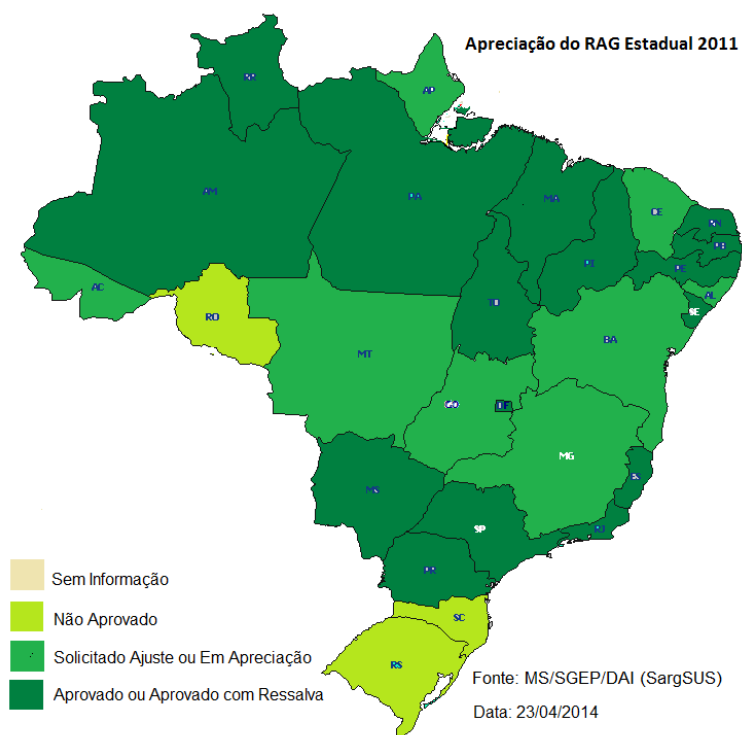 Apreciação do RAG Estadual 2011
RR
AP
AM
PA
MA
CE
RN
PB
PI
PE
AC
AL
TO
SE
RO
BA
MT
GO
DF
MG
MS
ES
SP
RJ
PR
SC
RS
Sem Informação
Não Aprovado
Solicitado Ajuste ou Em Apreciação
Aprovado ou Aprovado com Ressalva
Fonte: MS/SGEP/DAI (SargSUS)
Data: 23/04/2014